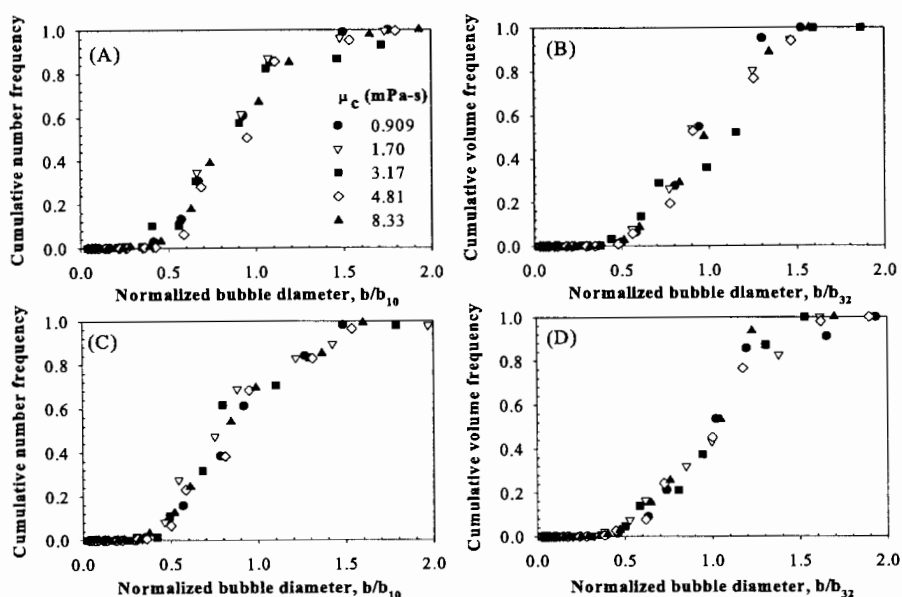 (A)
Cumulative number frequency
1.0
0.8
0.6
0.4
0.2
0.0
0.0 0.5 1.0 1.5 2.0
Normalized bubble diameter, b/b10
μc (mPa-s)
0.909
1.70
3.17
4.81
8.33
(B)
Cumulative volume frequency
1.0
0.8
0.6
0.4
0.2
0.0
0.0 0.5 1.0 1.5 2.0
Normalized bubble diameter, b/b32
(C)
Cumulative number frequency
1.0
0.8
0.6
0.4
0.2
0.0
0.0 0.5 1.0 1.5 2.0
Normalized bubble diameter, b/b10
(D)
Cumulative volume frequency
1.0
0.8
0.6
0.4
0.2
0.0
0.0 0.5 1.0 1.5 2.0
Normalized bubble diameter, b/b32